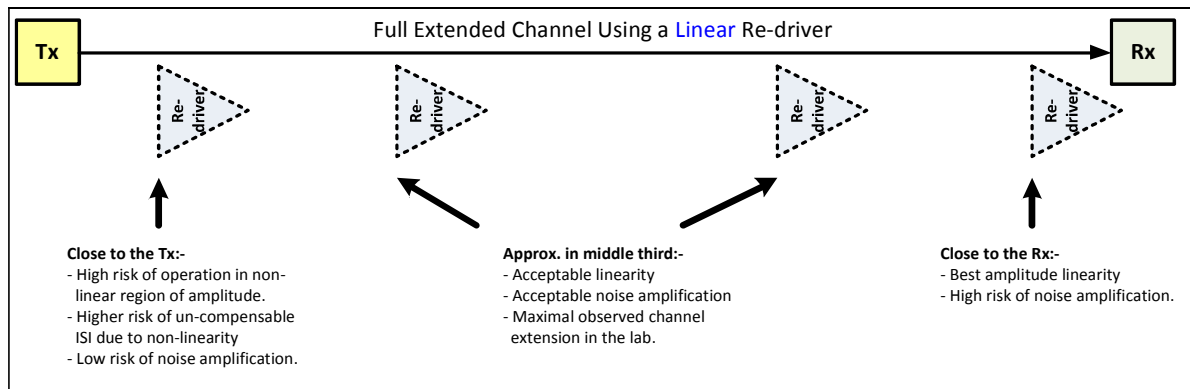 Full Extended Channel Using a Linear Re-driver
Tx
Rx
Re-
driver
Re-
driver
Re-
driver
Re-
driver
Close to the Tx:-
- High risk of operation in non-
linear region of amplitude.
- Higher risk of un-compensable
ISI due to non-linearity
- Low risk of noise amplification.
Approx. in middle third:-
- Acceptable linearity
- Acceptable noise amplification
- Maximal observed channel
extension in the lab.
Close to the Rx:-
- Best amplitude linearity
- High risk of noise amplification.